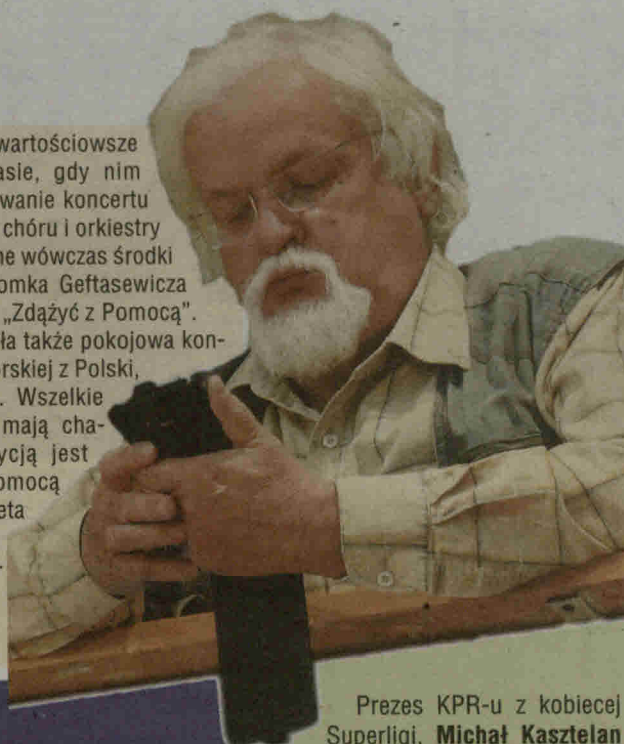 wartościowsze
asie, gdy nim
wanie koncertu
chóru i orkiestry
ne wówczas środki
omka Geftasewicza
„Zdążyć z Pomocą”.
ła także pokojowa kon-
rskiej z Polski,
. Wszelkie
mają cha-
ycją jest
omocą
eta
Prezes KPR-u z kobiecej
Superligi, Michał Kasztelan